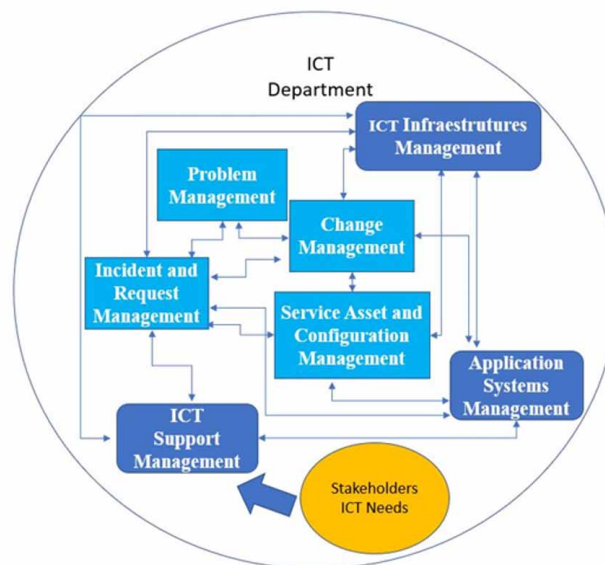 ICT
Department
ICT Infraestrutures
Management
Problem
Management
Change
Management
Incident and
Request
Management
Service Asset and
Configuration
Management
Application
Systems
Management
ICT
Support
Management
Stakeholders
ICT Needs